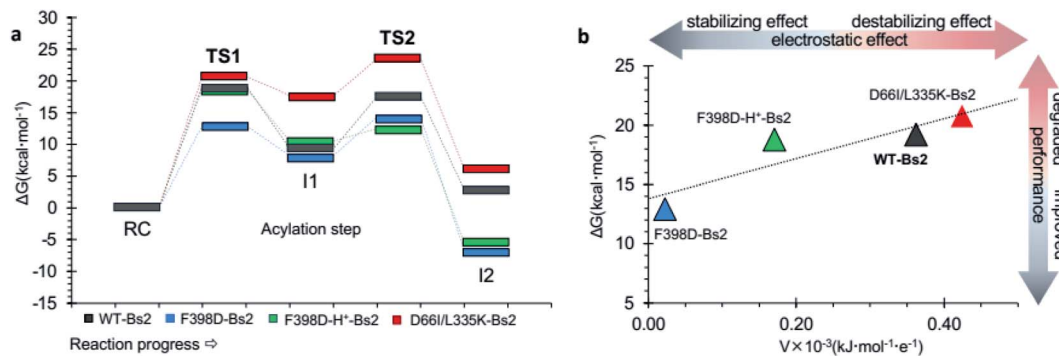 a
ΔG(kcal·mol⁻¹)
30
25
20
15
10
5
0
-5
-10
-15
TS1
TS2
RC
I1
I2
Acylation step
WT-Bs2 F398D-Bs2 F398D-H⁺-Bs2 D66I/L335K-Bs2
Reaction progress ⇨
b
stabilizing effect destabilizing effect
electrostatic effect
ΔG(kcal·mol⁻¹)
25
20
15
10
5
D66I/L335K-Bs2
F398D-H⁺-Bs2
WT-Bs2
F398D-Bs2
0.00 0.20 0.40
V×10⁻³(kJ·mol⁻¹·e⁻¹)
degraded improved
performance